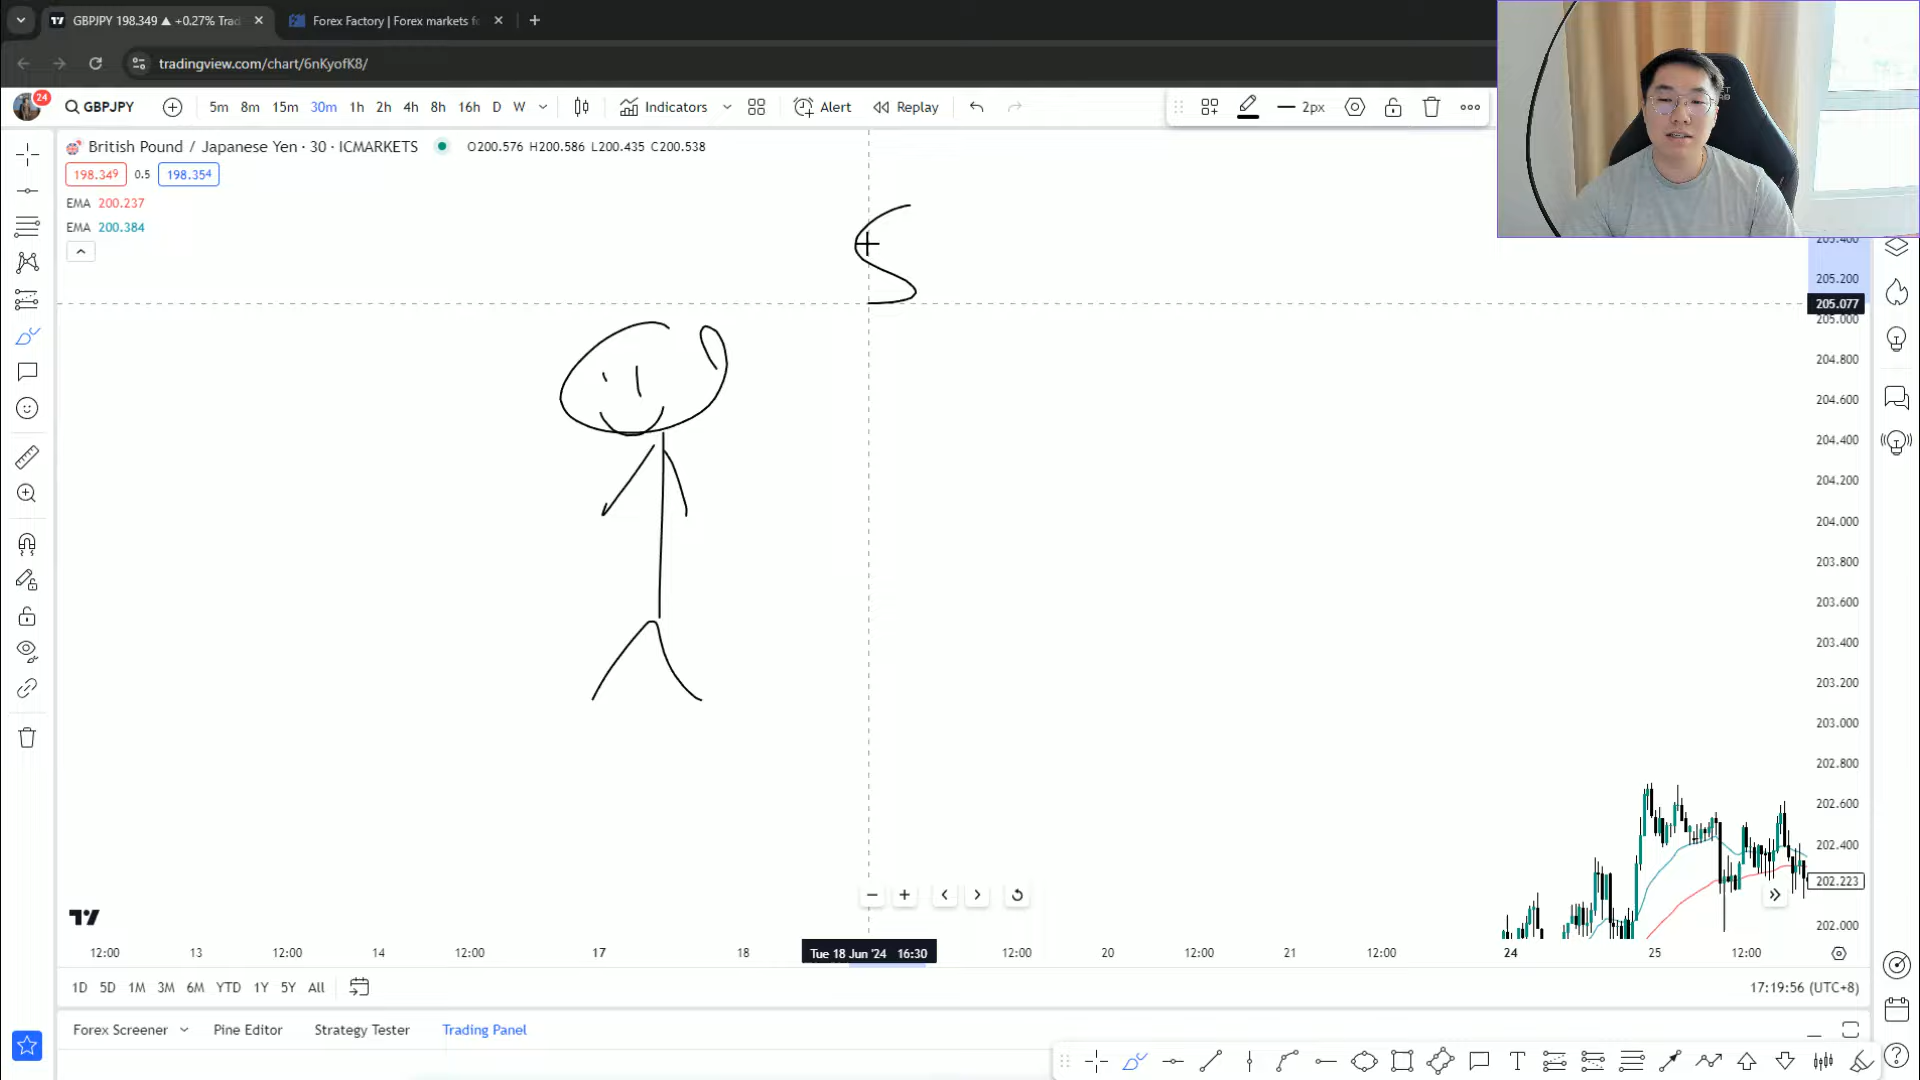 GBPJPY 198.349 ▲ +0.27% Trad
Forex Factory | Forex markets fo
tradingview.com/chart/6nKyofK8/
24
GBPJPY 5m 8m 15m 30m 1h 2h 4h 8h 16h D W Indicators Alert Replay 2px
British Pound / Japanese Yen · 30 · ICMARKETS O200.576 H200.586 L200.435 C200.538
198.349 0.5 198.354
EMA 200.237
EMA 200.384
S
205.400
205.200
205.077
205.000
204.800
204.600
204.400
204.200
204.000
203.800
203.600
203.400
203.200
203.000
202.800
202.600
202.400
202.223
202.000
12:00 13 12:00 14 12:00 17 18 Tue 18 Jun '24 16:30 12:00 20 12:00 21 12:00 24 25 12:00
1D 5D 1M 3M 6M YTD 1Y 5Y All 17:19:56 (UTC+8)
Forex Screener Pine Editor Strategy Tester Trading Panel